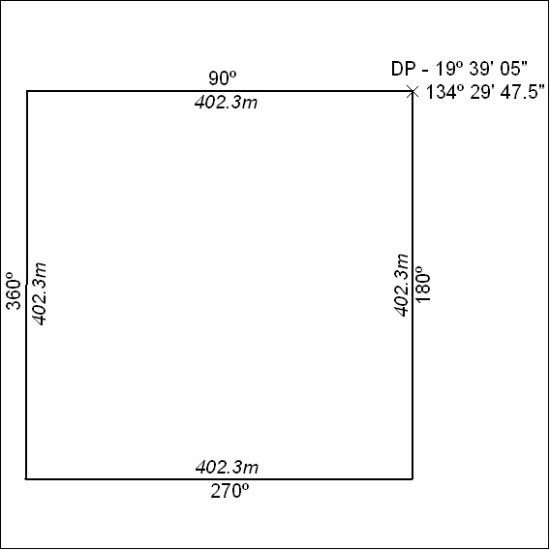 DP - 19º 39' 05"
134º 29' 47.5"
90º
402.3m
360º
402.3m
402.3m
180º
402.3m
270º